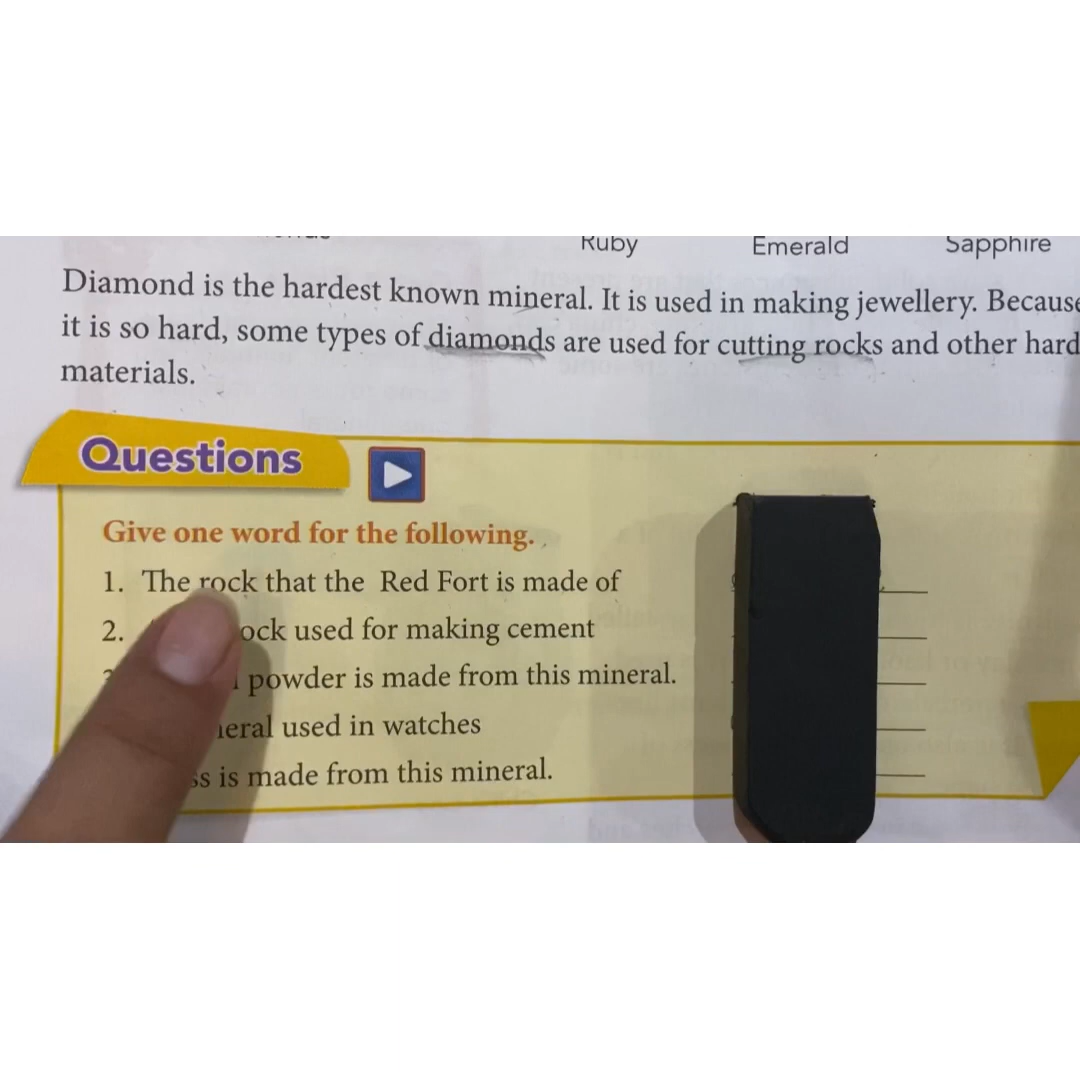 Ruby Emerald Sapphire
Diamond is the hardest known mineral. It is used in making jewellery. Because
it is so hard, some types of diamonds are used for cutting rocks and other hard
materials.
Questions
Give one word for the following.
1. The rock that the Red Fort is made of
2. used for making cement
powder is made from this mineral.
used in watches
is made from this mineral.